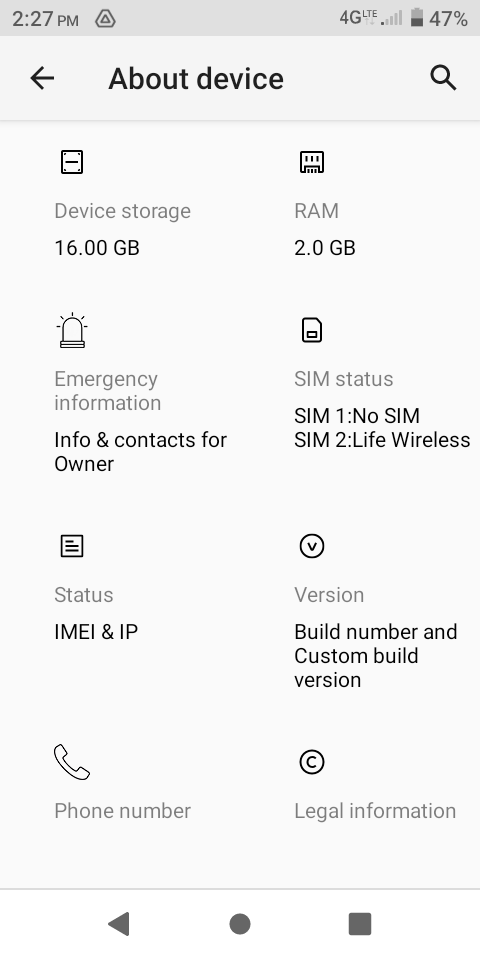 2:27 PM 4G LTE 47%
About device
Device storage
16.00 GB
RAM
2.0 GB
Emergency
information
Info & contacts for
Owner
SIM status
SIM 1:No SIM
SIM 2:Life Wireless
Status
IMEI & IP
Version
Build number and
Custom build
version
Phone number
Legal information